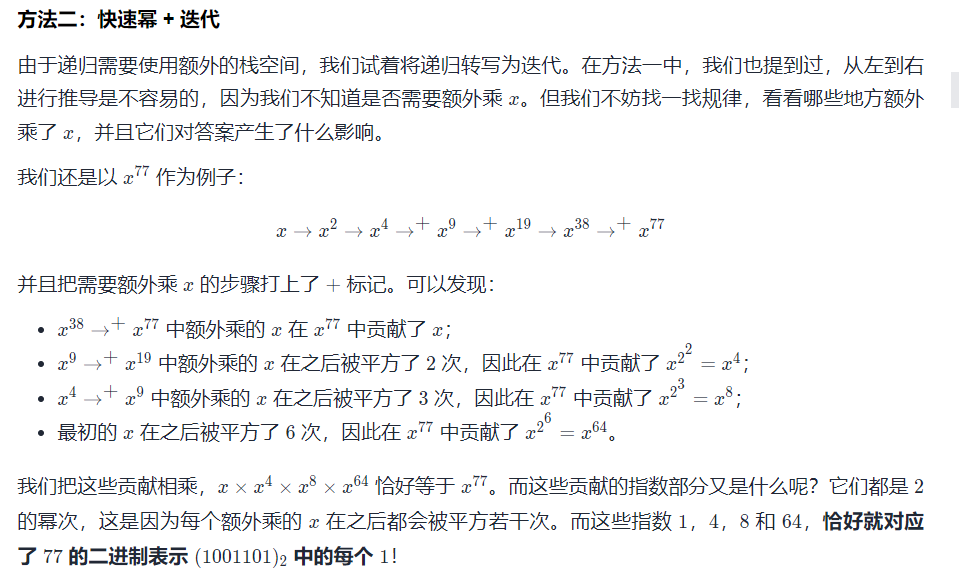 方法二：快速幂 + 迭代
由于递归需要使用额外的栈空间，我们试着将递归转写为迭代。在方法一中，我们也提到过，从左到右
进行推导是不容易的，因为我们不知道是否需要额外乘 x。但我们不妨找一找规律，看看哪些地方额外
乘了 x，并且它们对答案产生了什么影响。
我们还是以 x^77 作为例子：
x → x^2 → x^4 →^+ x^9 →^+ x^19 → x^38 →^+ x^77
并且把需要额外乘 x 的步骤打上了 + 标记。可以发现：
• x^38 →^+ x^77 中额外乘的 x 在 x^77 中贡献了 x；
• x^9 →^+ x^19 中额外乘的 x 在之后被平方了 2 次，因此在 x^77 中贡献了 x^{2^2} = x^4；
• x^4 →^+ x^9 中额外乘的 x 在之后被平方了 3 次，因此在 x^77 中贡献了 x^{2^3} = x^8；
• 最初的 x 在之后被平方了 6 次，因此在 x^77 中贡献了 x^{2^6} = x^64。
我们把这些贡献相乘，x × x^4 × x^8 × x^64 恰好等于 x^77。而这些贡献的指数部分又是什么呢？它们都是 2
的幂次，这是因为每个额外乘的 x 在之后都会被平方若干次。而这些指数 1，4，8 和 64，恰好就对应
了 77 的二进制表示 (1001101)_2 中的每个 1！